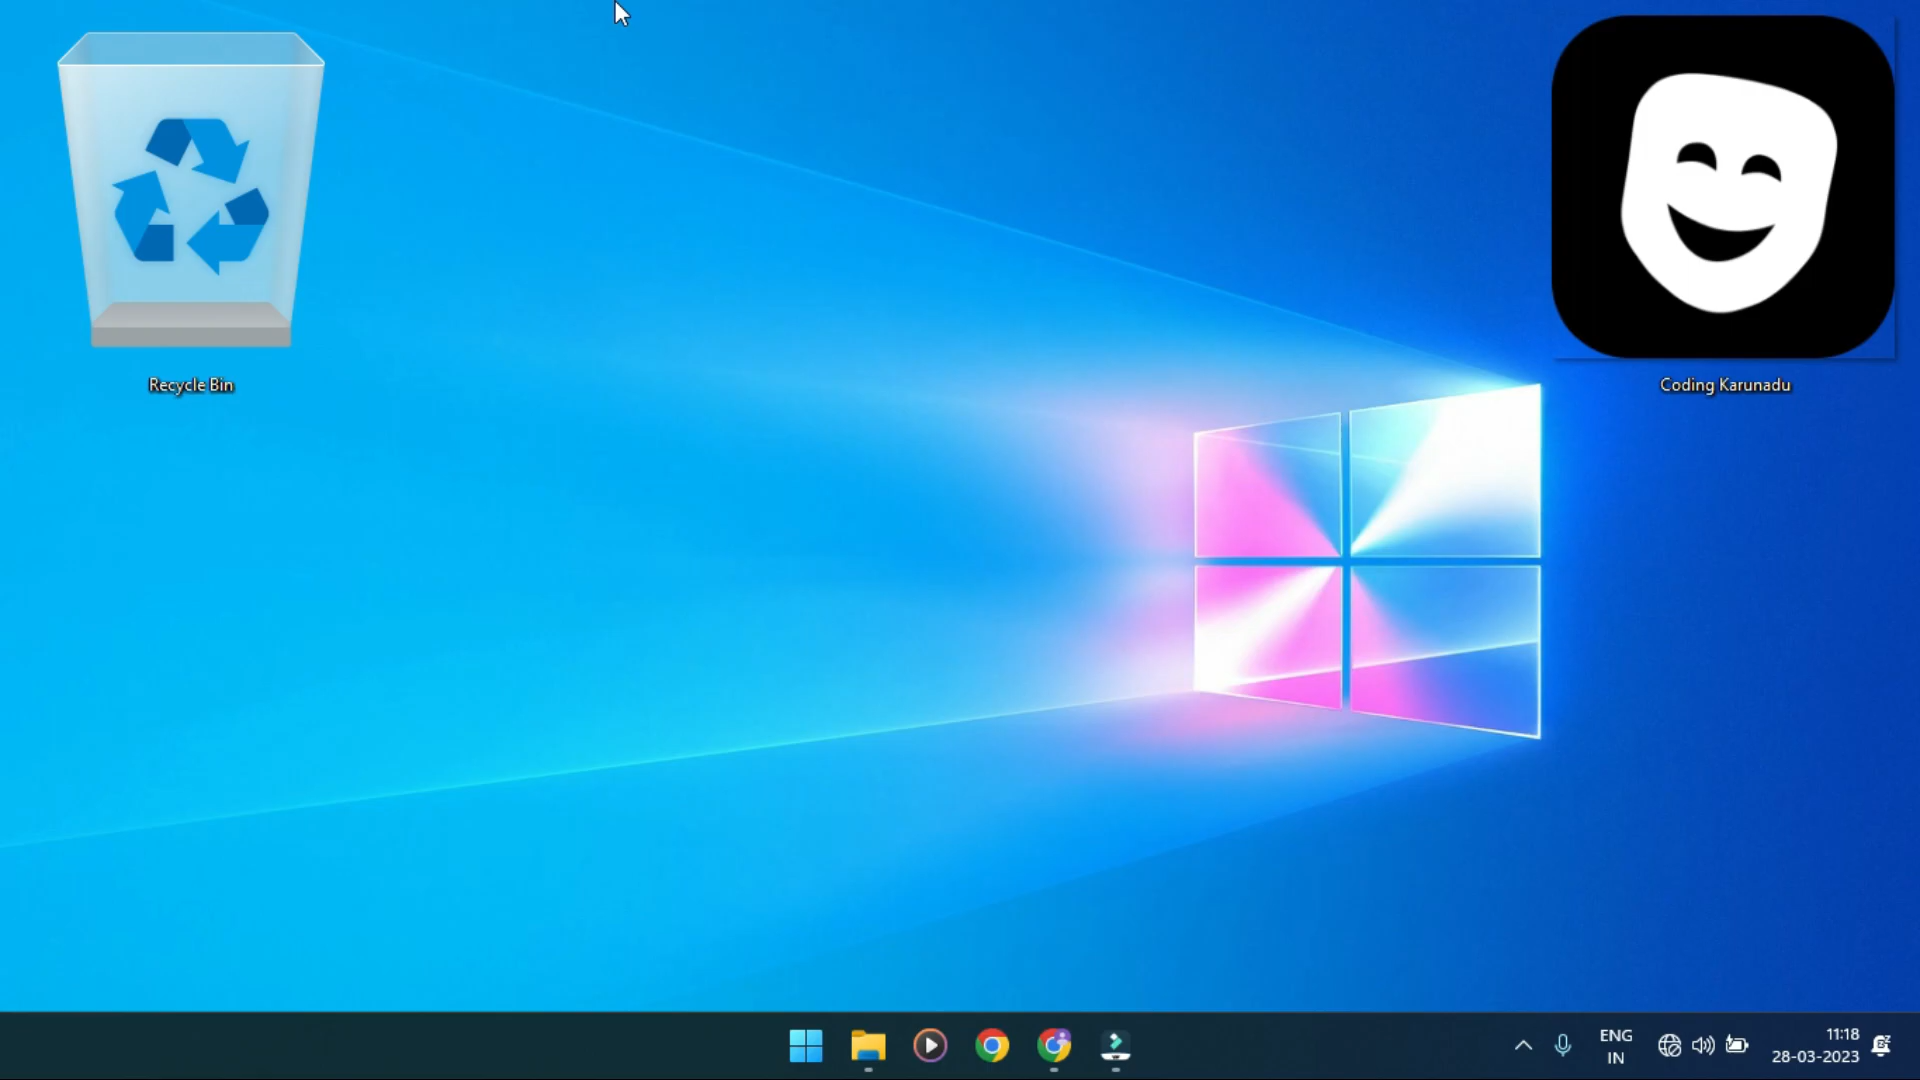 Recycle Bin
Coding Karunadu
ENG
IN
11:18
28-03-2023